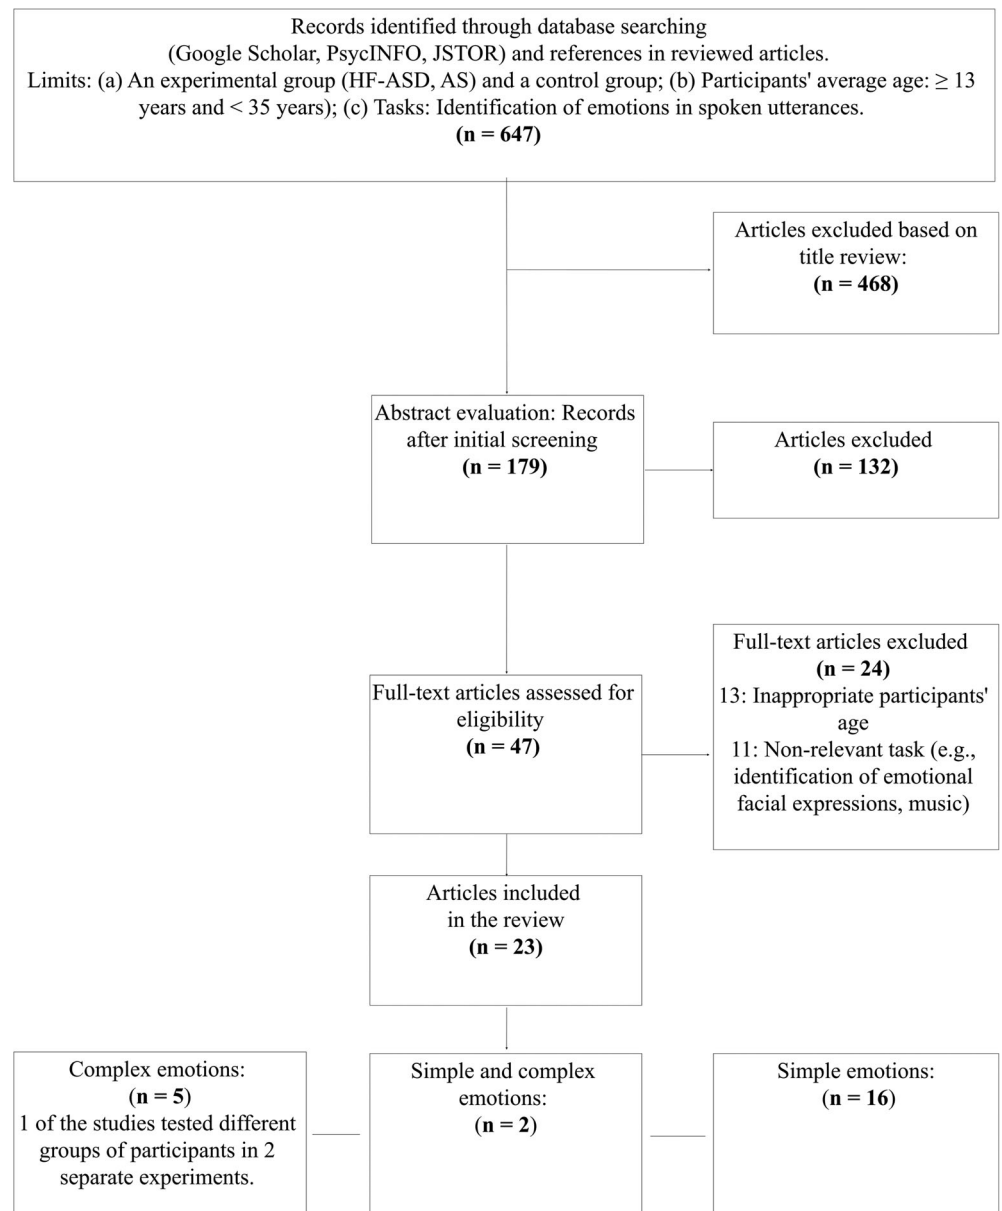 Records identified through database searching
(Google Scholar, PsycINFO, JSTOR) and references in reviewed articles.
Limits: (a) An experimental group (HF-ASD, AS) and a control group; (b) Participants' average age: ≥ 13
years and < 35 years); (c) Tasks: Identification of emotions in spoken utterances.
(n = 647)
Articles excluded based on
title review:
(n = 468)
Abstract evaluation: Records
after initial screening
(n = 179)
Articles excluded
(n = 132)
Full-text articles assessed for
eligibility
(n = 47)
Full-text articles excluded
(n = 24)
13: Inappropriate participants'
age
11: Non-relevant task (e.g.,
identification of emotional
facial expressions, music)
Articles included
in the review
(n = 23)
Complex emotions:
(n = 5)
1 of the studies tested different
groups of participants in 2
separate experiments.
Simple and complex
emotions:
(n = 2)
Simple emotions:
(n = 16)